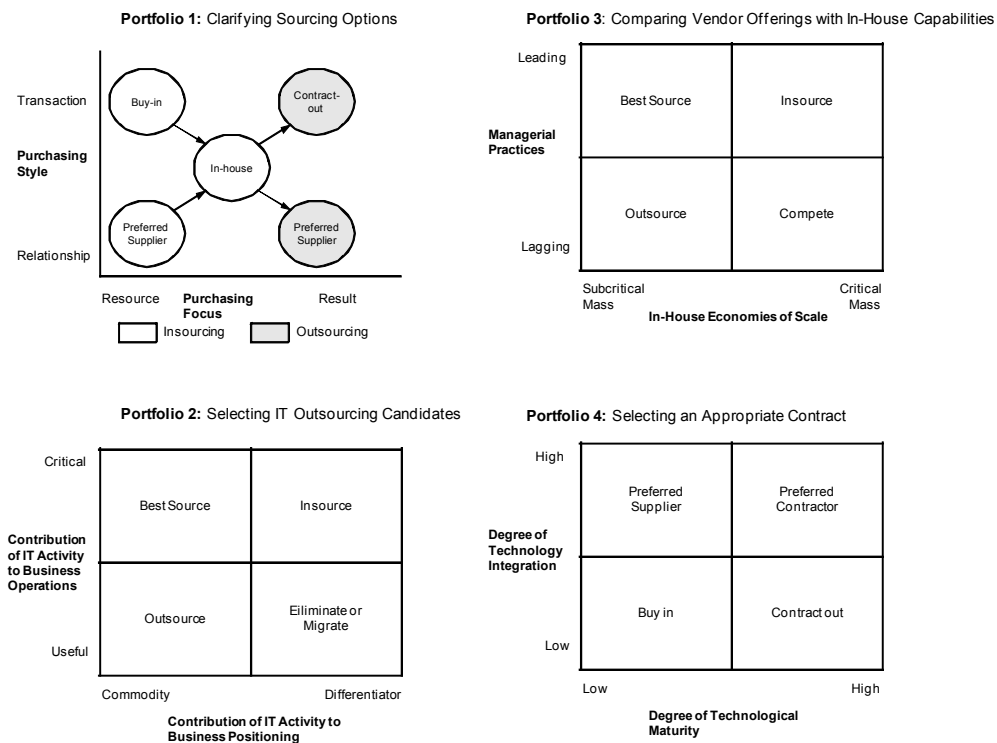 Portfolio 1: Clarifying Sourcing Options
Transaction
Purchasing
Style
Relationship
Buy-in
Contract-
out
In-house
Preferred
Supplier
Preferred
Supplier
Resource
Purchasing
Focus
Result
Insourcing
Outsourcing
Portfolio 3: Comparing Vendor Offerings with In-House Capabilities
Leading
Managerial
Practices
Lagging
Best Source
Insource
Outsource
Compete
Subcritical
Mass
Critical
Mass
In-House Economies of Scale
Portfolio 2: Selecting IT Outsourcing Candidates
Critical
Contribution
of IT Activity
to Business
Operations
Useful
Best Source
Insource
Outsource
Eiliminate or
Migrate
Commodity
Differentiator
Contribution of IT Activity to
Business Positioning
Portfolio 4: Selecting an Appropriate Contract
High
Degree of
Technology
Integration
Low
Preferred
Supplier
Preferred
Contractor
Buy in
Contract out
Low
High
Degree of Technological
Maturity